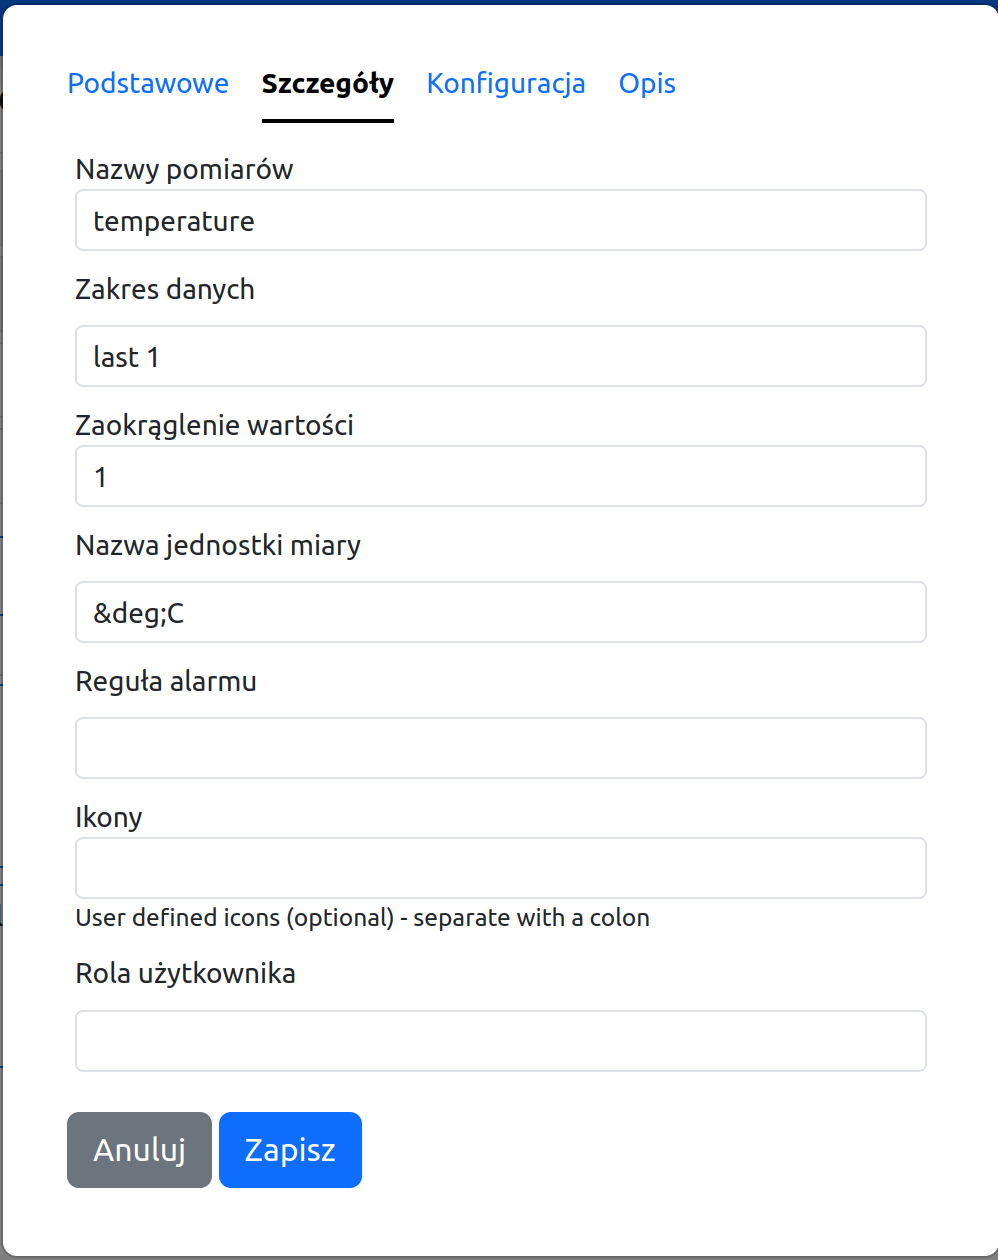 Podstawowe Szczegóły Konfiguracja Opis
Nazwy pomiarów
temperature
Zakres danych
last 1
Zaokrąglenie wartości
1
Nazwa jednostki miary
&deg;C
Reguła alarmu
Ikony
User defined icons (optional) - separate with a colon
Rola użytkownika
Anuluj Zapisz